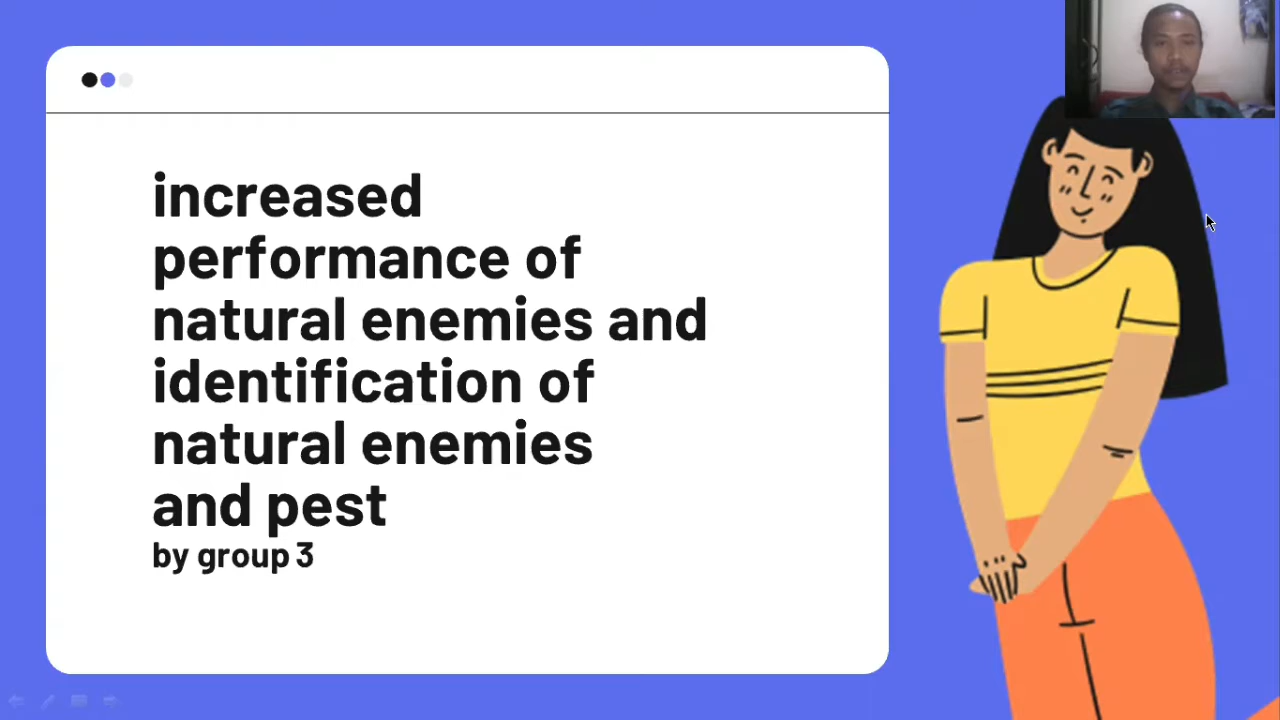 increased
performance of
natural enemies and
identification of
natural enemies
and pest
by group 3